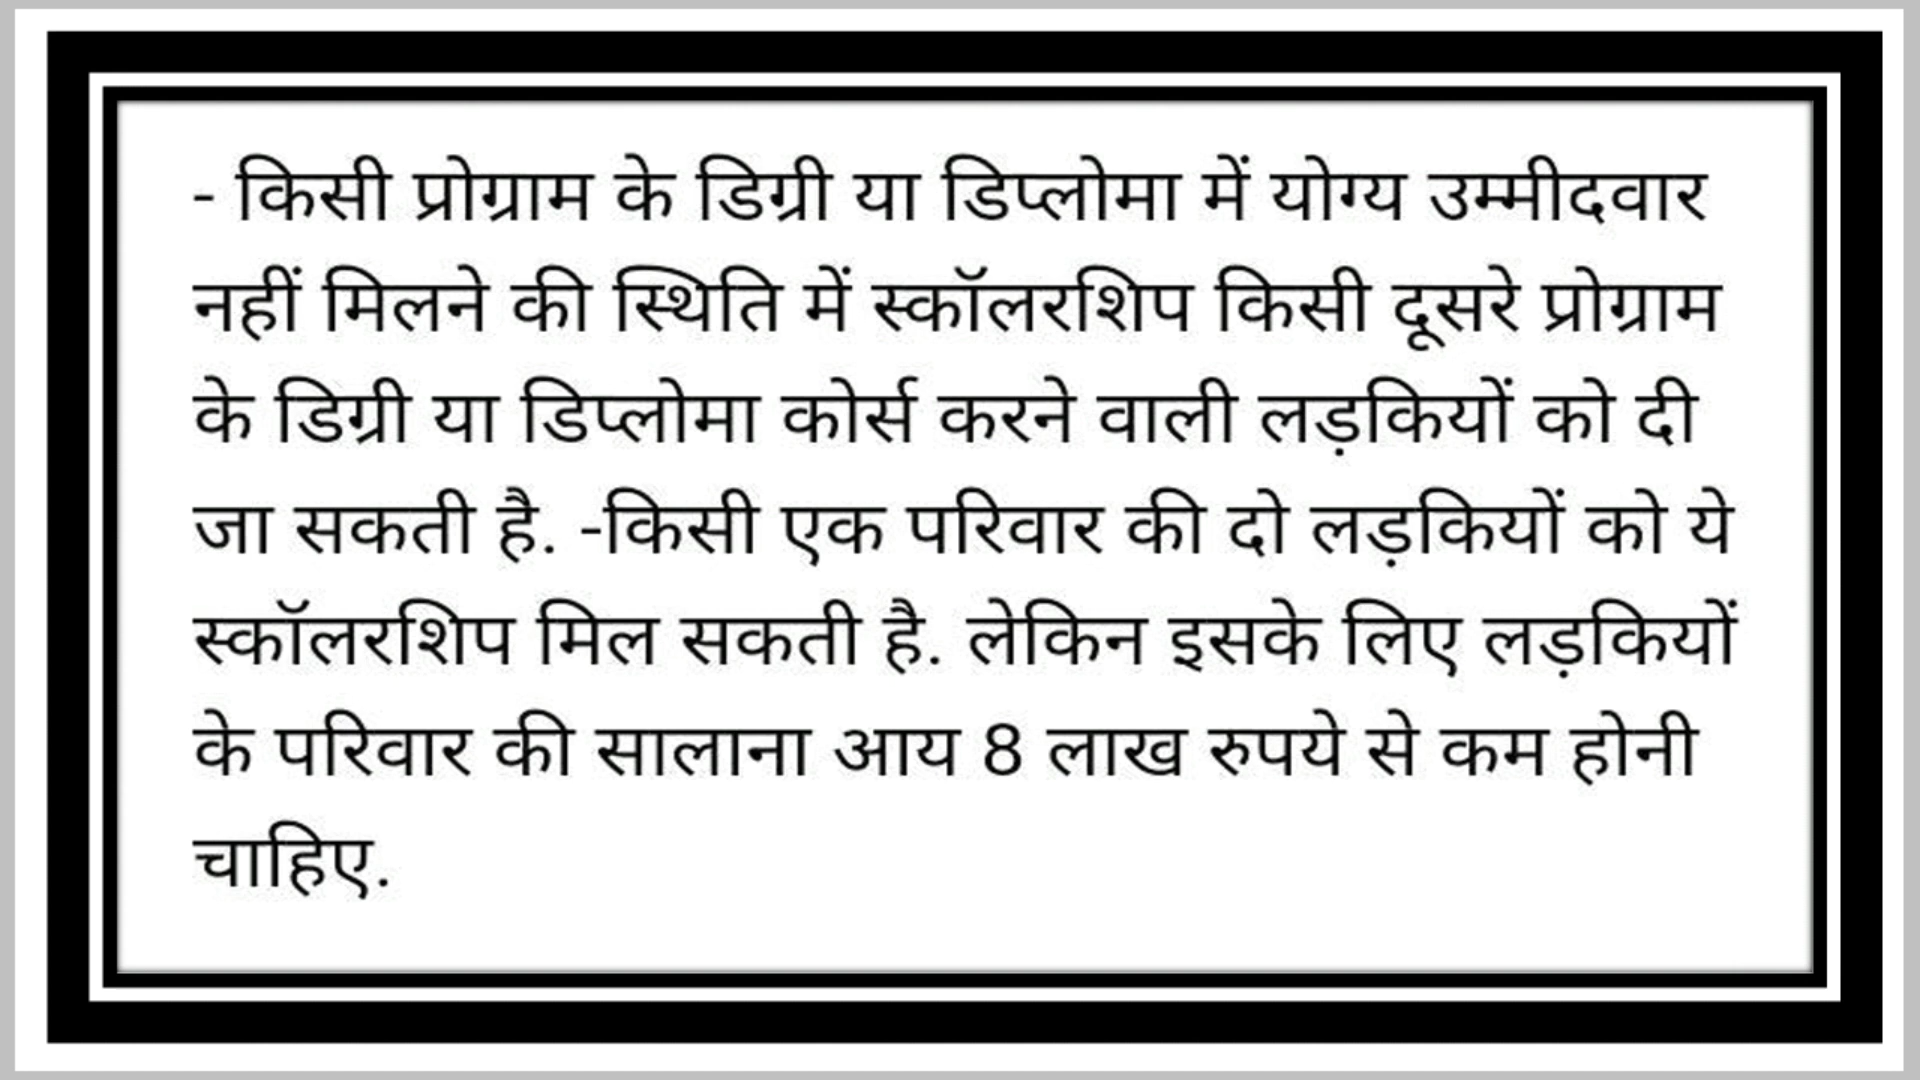 - किसी प्रोग्राम के डिग्री या डिप्लोमा में योग्य उम्मीदवार
नहीं मिलने की स्थिति में स्कॉलरशिप किसी दूसरे प्रोग्राम
के डिग्री या डिप्लोमा कोर्स करने वाली लड़कियों को दी
जा सकती है. -किसी एक परिवार की दो लड़कियों को ये
स्कॉलरशिप मिल सकती है. लेकिन इसके लिए लड़कियों
के परिवार की सालाना आय 8 लाख रुपये से कम होनी
चाहिए.